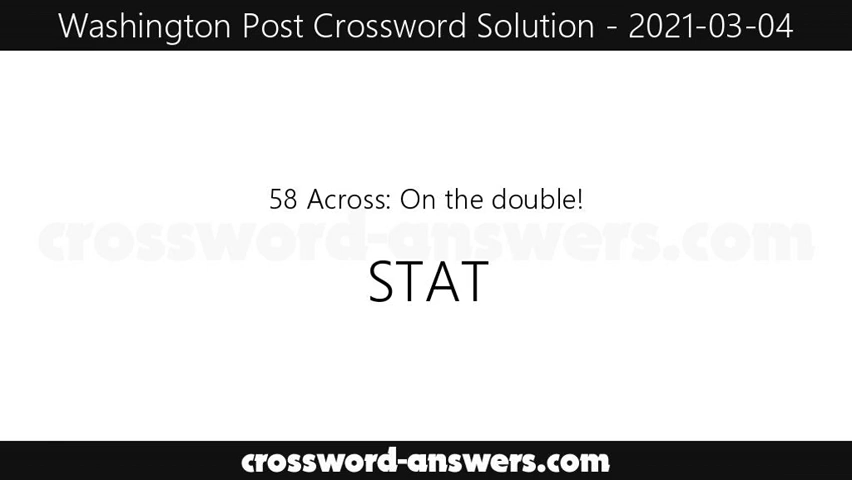 Washington Post Crossword Solution - 2021-03-04
58 Across: On the double!
crossword-answers.com
STAT
crossword-answers.com